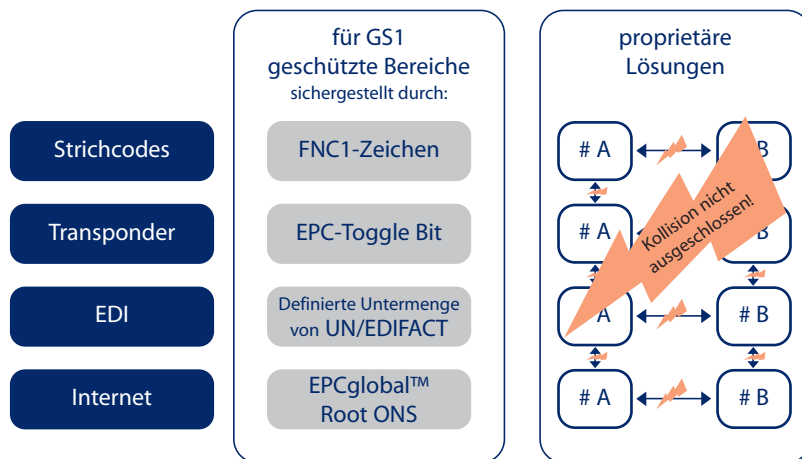 für GS1
geschützte Bereiche
sichergestellt durch:
proprietäre
Lösungen
Strichcodes
FNC1-Zeichen
# A
B
Transponder
EPC-Toggle Bit
# A
B
Kollision nicht
ausgeschlossen!
EDI
Definierte Untermenge
von UN/EDIFACT
A
# B
Internet
EPCglobal™
Root ONS
# A
# B